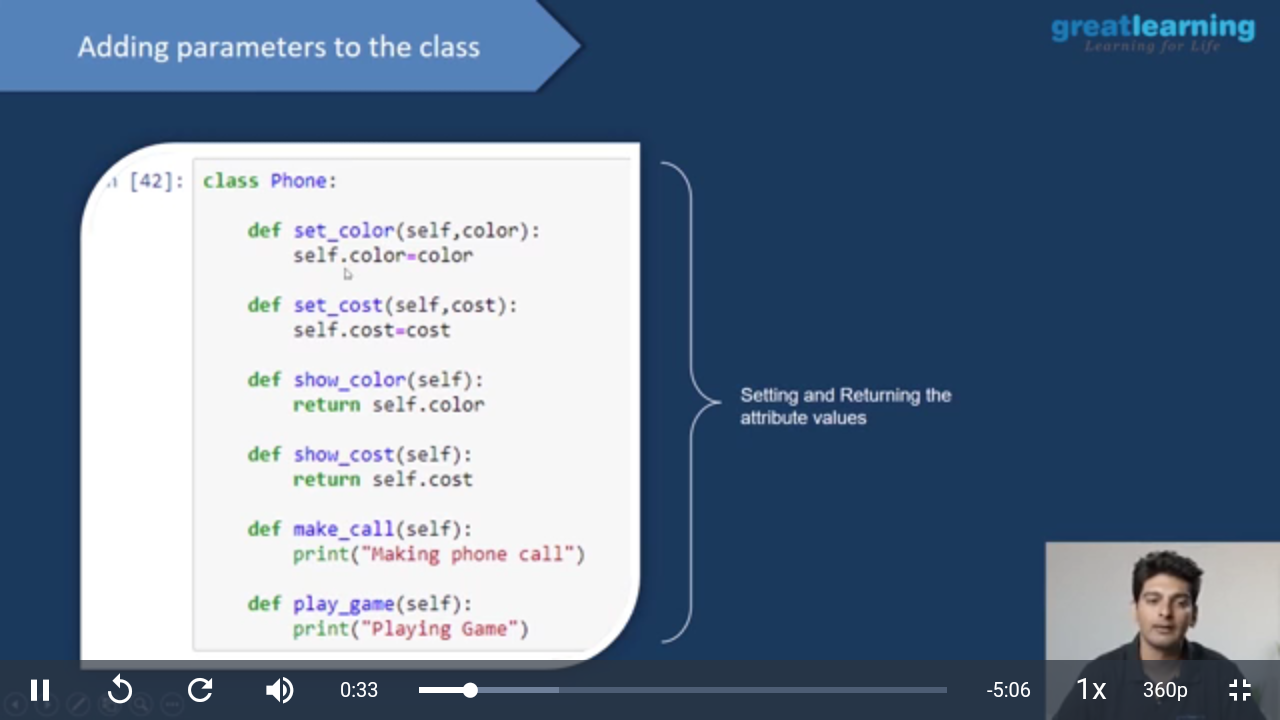 Adding parameters to the class
greatlearning
Learning for Life
[42]:
class Phone:
def set_color(self,color):
self.color=color
def set_cost(self,cost):
self.cost=cost
def show_color(self):
return self.color
def show_cost(self):
return self.cost
def make_call(self):
print("Making phone call")
def play_game(self):
print("Playing Game")
Setting and Returning the
attribute values
0:33
-5:06
1x
360p